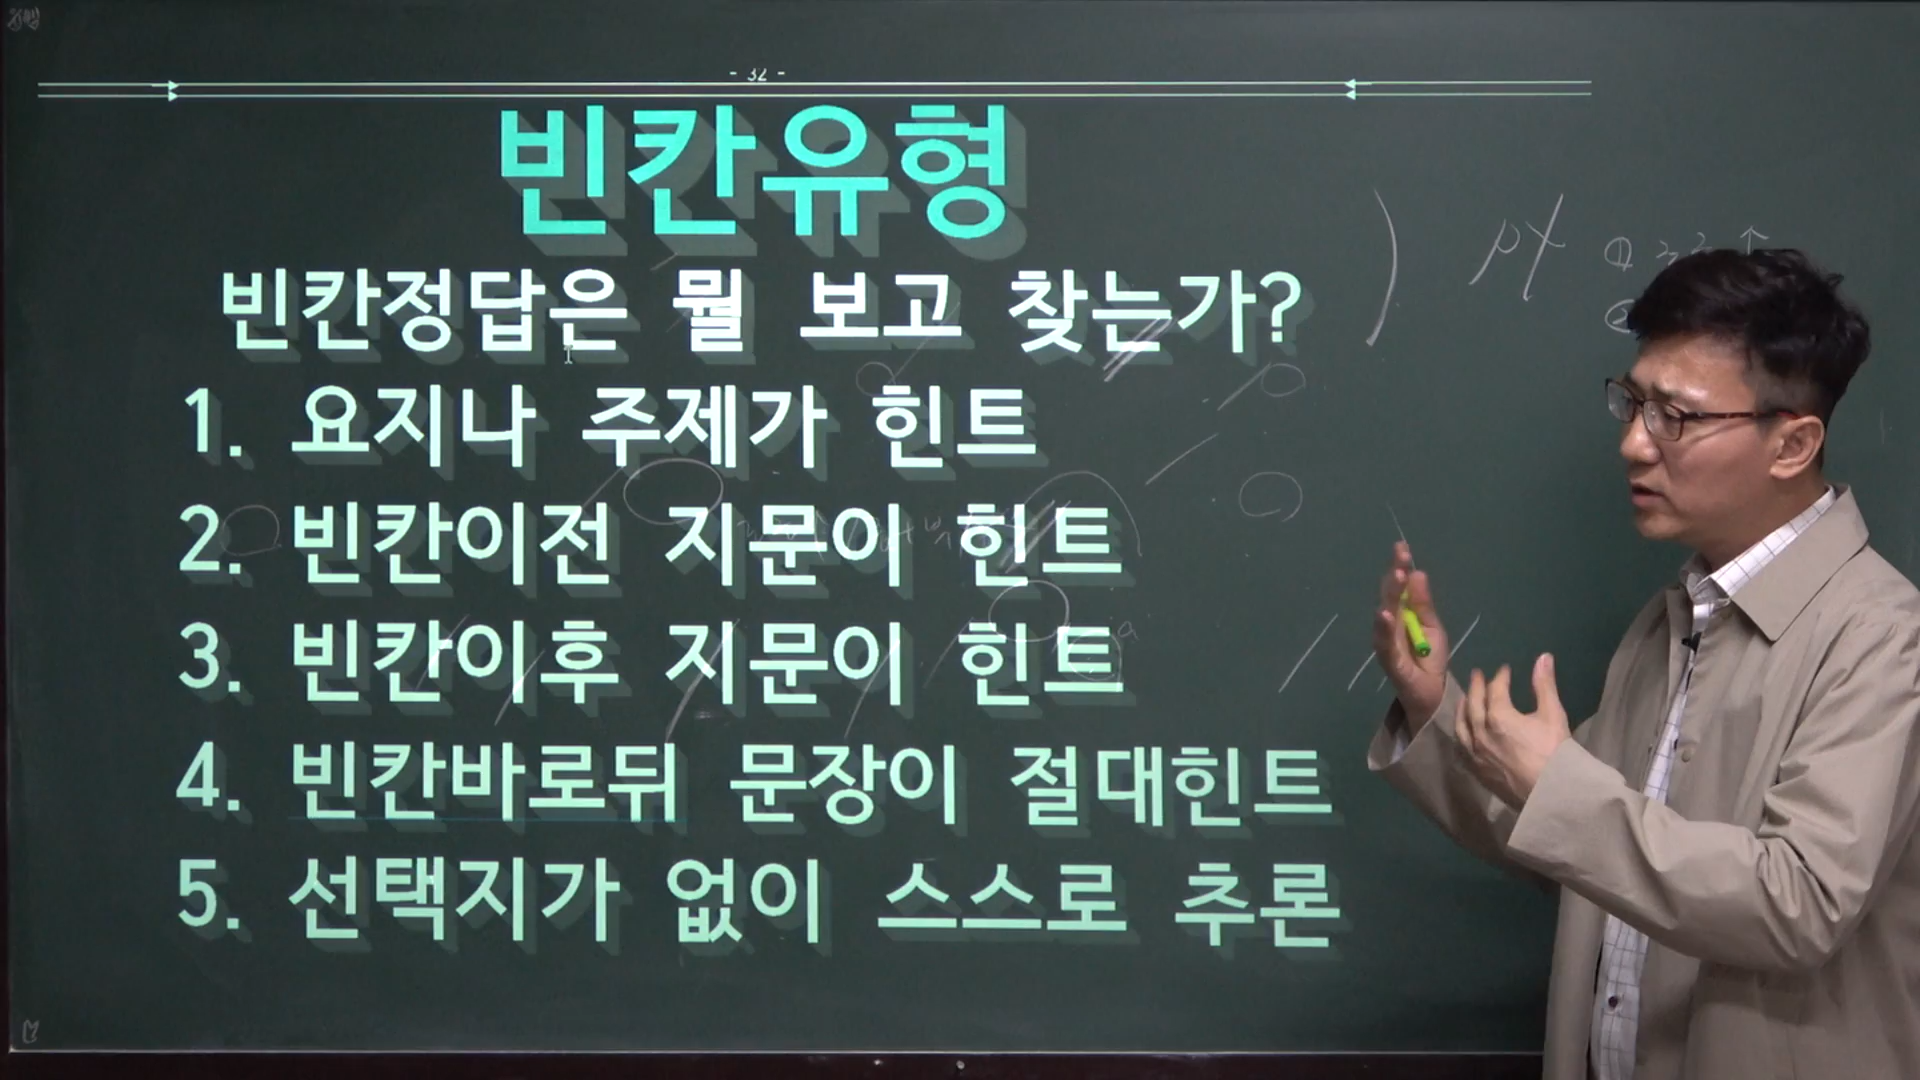 - 32 -
빈칸유형
빈칸정답은 뭘 보고 찾는가?
1. 요지나 주제가 힌트
2. 빈칸이전 지문이 힌트
3. 빈칸이후 지문이 힌트
4. 빈칸바로뒤 문장이 절대힌트
5. 선택지가 없이 스스로 추론